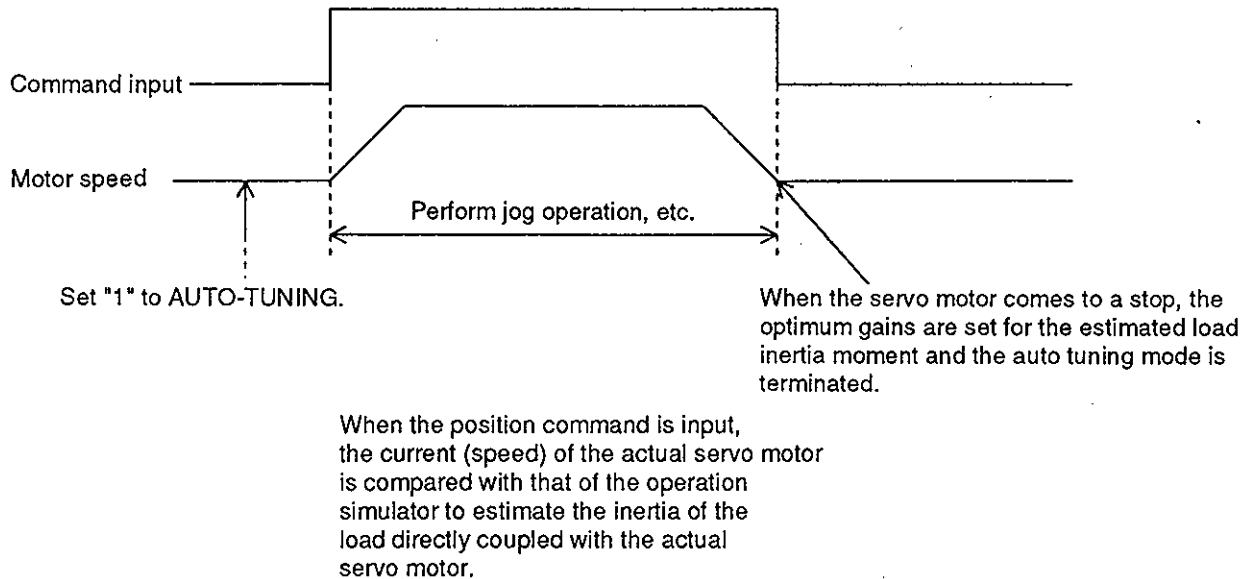 Command input
Motor speed
Perform jog operation, etc.
Set "1" to AUTO-TUNING.
When the servo motor comes to a stop, the
optimum gains are set for the estimated load
inertia moment and the auto tuning mode is
terminated.
When the position command is input,
the current (speed) of the actual servo motor
is compared with that of the operation
simulator to estimate the inertia of the
load directly coupled with the actual
servo motor.